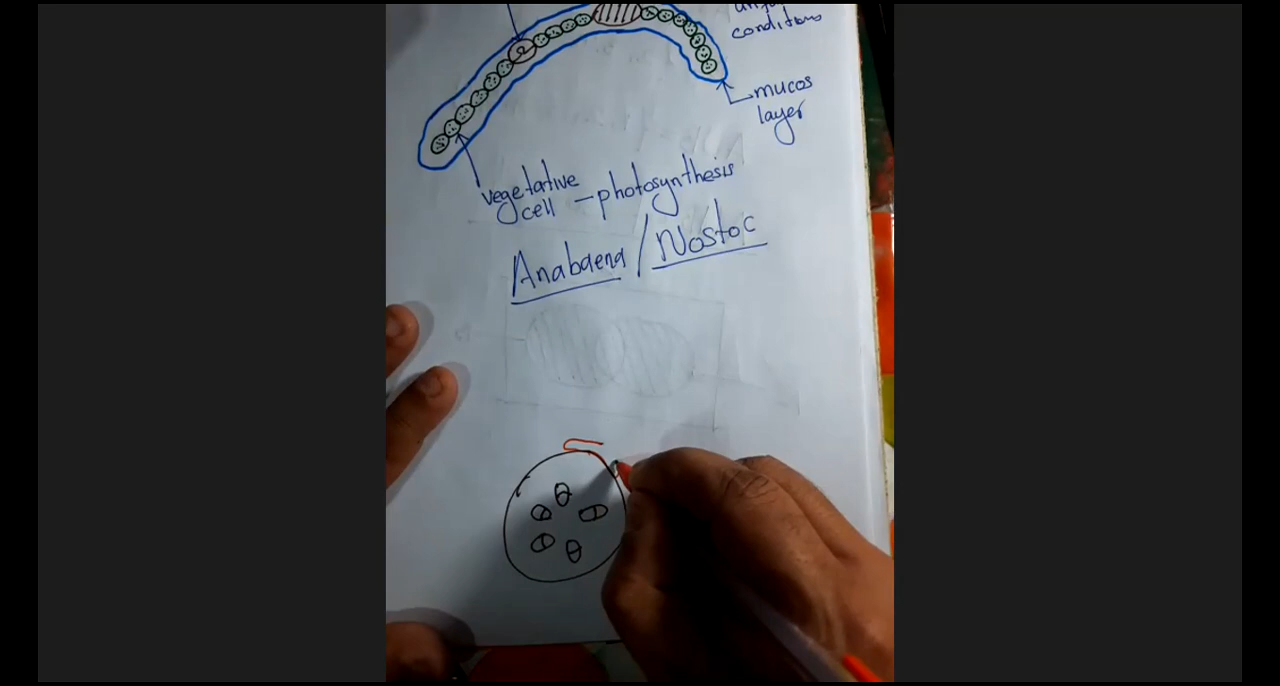 conditions
mucos
layer
vegetative
cell – photosynthesis
Anabaena / Nostoc